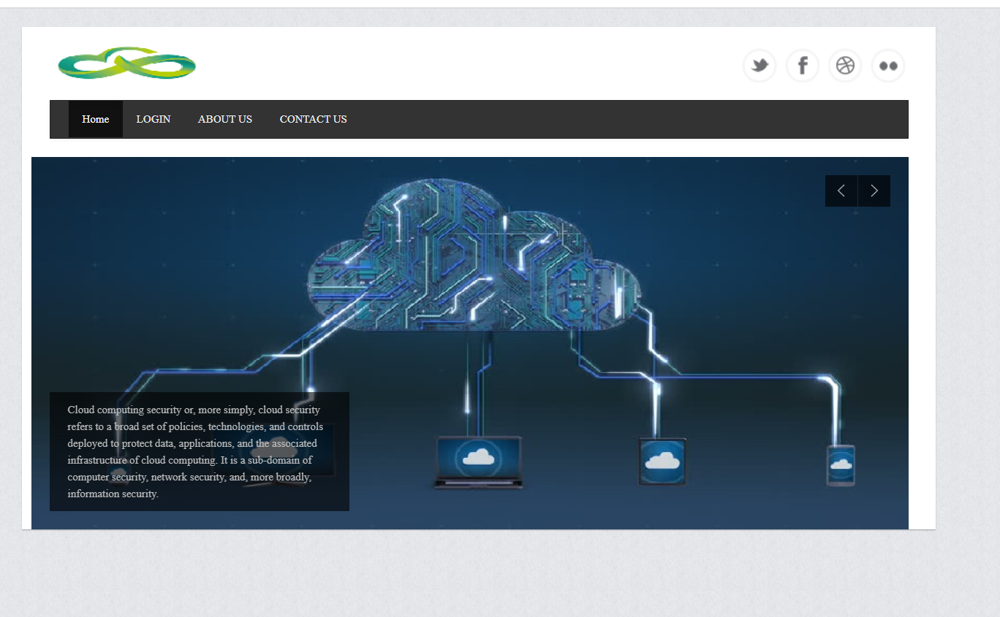 Home LOGIN ABOUT US CONTACT US
Cloud computing security or, more simply, cloud security
refers to a broad set of policies, technologies, and controls
deployed to protect data, applications, and the associated
infrastructure of cloud computing. It is a sub-domain of
computer security, network security, and, more broadly,
information security.